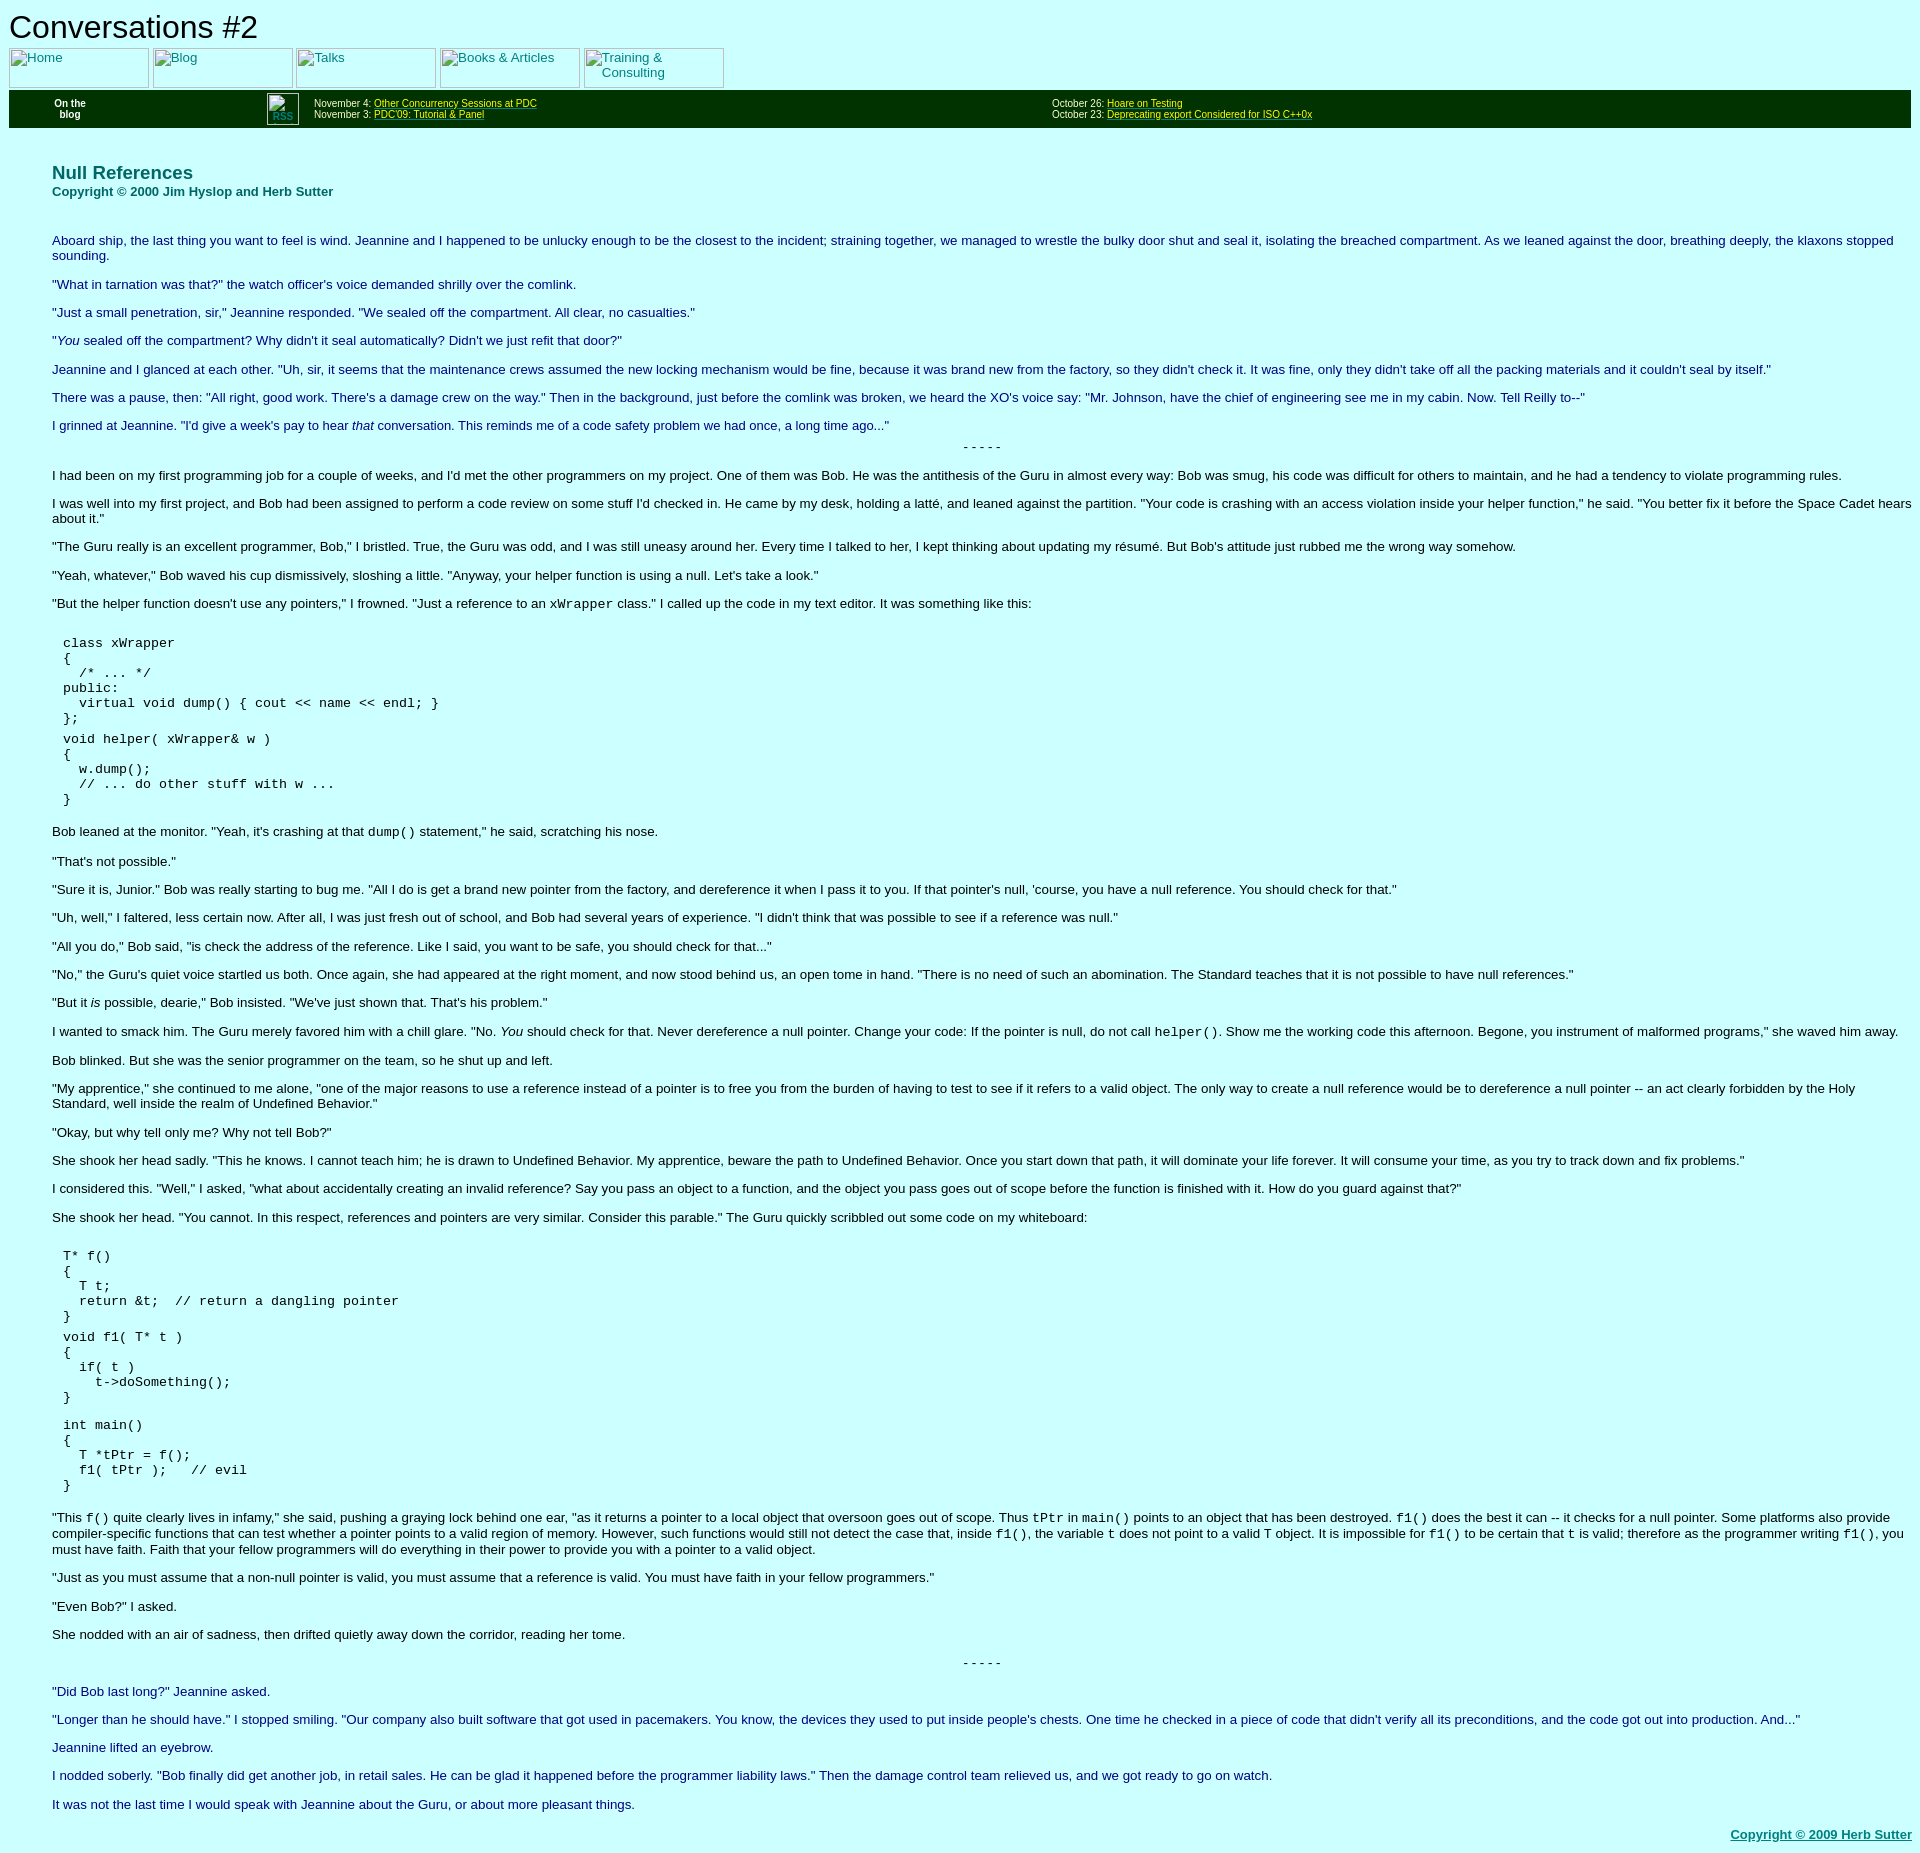 Conversations #2
Home Blog Talks Books & Articles Training &
Consulting
On the
blog
RSS
November 4: Other Concurrency Sessions at PDC
November 3: PDC'09: Tutorial & Panel
October 26: Hoare on Testing
October 23: Deprecating export Considered for ISO C++0x
Null References
Copyright © 2000 Jim Hyslop and Herb Sutter
Aboard ship, the last thing you want to feel is wind. Jeannine and I happened to be unlucky enough to be the closest to the incident; straining together, we managed to wrestle the bulky door shut and seal it, isolating the breached compartment. As we leaned against the door, breathing deeply, the klaxons stopped
sounding.
"What in tarnation was that?" the watch officer's voice demanded shrilly over the comlink.
"Just a small penetration, sir," Jeannine responded. "We sealed off the compartment. All clear, no casualties."
"You sealed off the compartment? Why didn't it seal automatically? Didn't we just refit that door?"
Jeannine and I glanced at each other. "Uh, sir, it seems that the maintenance crews assumed the new locking mechanism would be fine, because it was brand new from the factory, so they didn't check it. It was fine, only they didn't take off all the packing materials and it couldn't seal by itself."
There was a pause, then: "All right, good work. There's a damage crew on the way." Then in the background, just before the comlink was broken, we heard the XO's voice say: "Mr. Johnson, have the chief of engineering see me in my cabin. Now. Tell Reilly to--"
I grinned at Jeannine. "I'd give a week's pay to hear that conversation. This reminds me of a code safety problem we had once, a long time ago..."
- - - - -
I had been on my first programming job for a couple of weeks, and I'd met the other programmers on my project. One of them was Bob. He was the antithesis of the Guru in almost every way: Bob was smug, his code was difficult for others to maintain, and he had a tendency to violate programming rules.
I was well into my first project, and Bob had been assigned to perform a code review on some stuff I'd checked in. He came by my desk, holding a latté, and leaned against the partition. "Your code is crashing with an access violation inside your helper function," he said. "You better fix it before the Space Cadet hears
about it."
"The Guru really is an excellent programmer, Bob," I bristled. True, the Guru was odd, and I was still uneasy around her. Every time I talked to her, I kept thinking about updating my résumé. But Bob's attitude just rubbed me the wrong way somehow.
"Yeah, whatever," Bob waved his cup dismissively, sloshing a little. "Anyway, your helper function is using a null. Let's take a look."
"But the helper function doesn't use any pointers," I frowned. "Just a reference to an xWrapper class." I called up the code in my text editor. It was something like this:
class xWrapper
{
/* ... */
public:
virtual void dump() { cout << name << endl; }
};
void helper( xWrapper& w )
{
w.dump();
// ... do other stuff with w ...
}
Bob leaned at the monitor. "Yeah, it's crashing at that dump() statement," he said, scratching his nose.
"That's not possible."
"Sure it is, Junior." Bob was really starting to bug me. "All I do is get a brand new pointer from the factory, and dereference it when I pass it to you. If that pointer's null, 'course, you have a null reference. You should check for that."
"Uh, well," I faltered, less certain now. After all, I was just fresh out of school, and Bob had several years of experience. "I didn't think that was possible to see if a reference was null."
"All you do," Bob said, "is check the address of the reference. Like I said, you want to be safe, you should check for that..."
"No," the Guru's quiet voice startled us both. Once again, she had appeared at the right moment, and now stood behind us, an open tome in hand. "There is no need of such an abomination. The Standard teaches that it is not possible to have null references."
"But it is possible, dearie," Bob insisted. "We've just shown that. That's his problem."
I wanted to smack him. The Guru merely favored him with a chill glare. "No. You should check for that. Never dereference a null pointer. Change your code: If the pointer is null, do not call helper(). Show me the working code this afternoon. Begone, you instrument of malformed programs," she waved him away.
Bob blinked. But she was the senior programmer on the team, so he shut up and left.
"My apprentice," she continued to me alone, "one of the major reasons to use a reference instead of a pointer is to free you from the burden of having to test to see if it refers to a valid object. The only way to create a null reference would be to dereference a null pointer -- an act clearly forbidden by the Holy
Standard, well inside the realm of Undefined Behavior."
"Okay, but why tell only me? Why not tell Bob?"
She shook her head sadly. "This he knows. I cannot teach him; he is drawn to Undefined Behavior. My apprentice, beware the path to Undefined Behavior. Once you start down that path, it will dominate your life forever. It will consume your time, as you try to track down and fix problems."
I considered this. "Well," I asked, "what about accidentally creating an invalid reference? Say you pass an object to a function, and the object you pass goes out of scope before the function is finished with it. How do you guard against that?"
She shook her head. "You cannot. In this respect, references and pointers are very similar. Consider this parable." The Guru quickly scribbled out some code on my whiteboard:
T* f()
{
T t;
return &t;  // return a dangling pointer
}
void f1( T* t )
{
if( t )
t->doSomething();
}
int main()
{
T *tPtr = f();
f1( tPtr );   // evil
}
"This f() quite clearly lives in infamy," she said, pushing a graying lock behind one ear, "as it returns a pointer to a local object that oversoon goes out of scope. Thus tPtr in main() points to an object that has been destroyed. f1() does the best it can -- it checks for a null pointer. Some platforms also provide
compiler-specific functions that can test whether a pointer points to a valid region of memory. However, such functions would still not detect the case that, inside f1(), the variable t does not point to a valid T object. It is impossible for f1() to be certain that t is valid; therefore as the programmer writing f1(), you
must have faith. Faith that your fellow programmers will do everything in their power to provide you with a pointer to a valid object.
"Just as you must assume that a non-null pointer is valid, you must assume that a reference is valid. You must have faith in your fellow programmers."
"Even Bob?" I asked.
She nodded with an air of sadness, then drifted quietly away down the corridor, reading her tome.
- - - - -
"Did Bob last long?" Jeannine asked.
"Longer than he should have." I stopped smiling. "Our company also built software that got used in pacemakers. You know, the devices they used to put inside people's chests. One time he checked in a piece of code that didn't verify all its preconditions, and the code got out into production. And..."
Jeannine lifted an eyebrow.
I nodded soberly. "Bob finally did get another job, in retail sales. He can be glad it happened before the programmer liability laws." Then the damage control team relieved us, and we got ready to go on watch.
It was not the last time I would speak with Jeannine about the Guru, or about more pleasant things.
Copyright © 2009 Herb Sutter